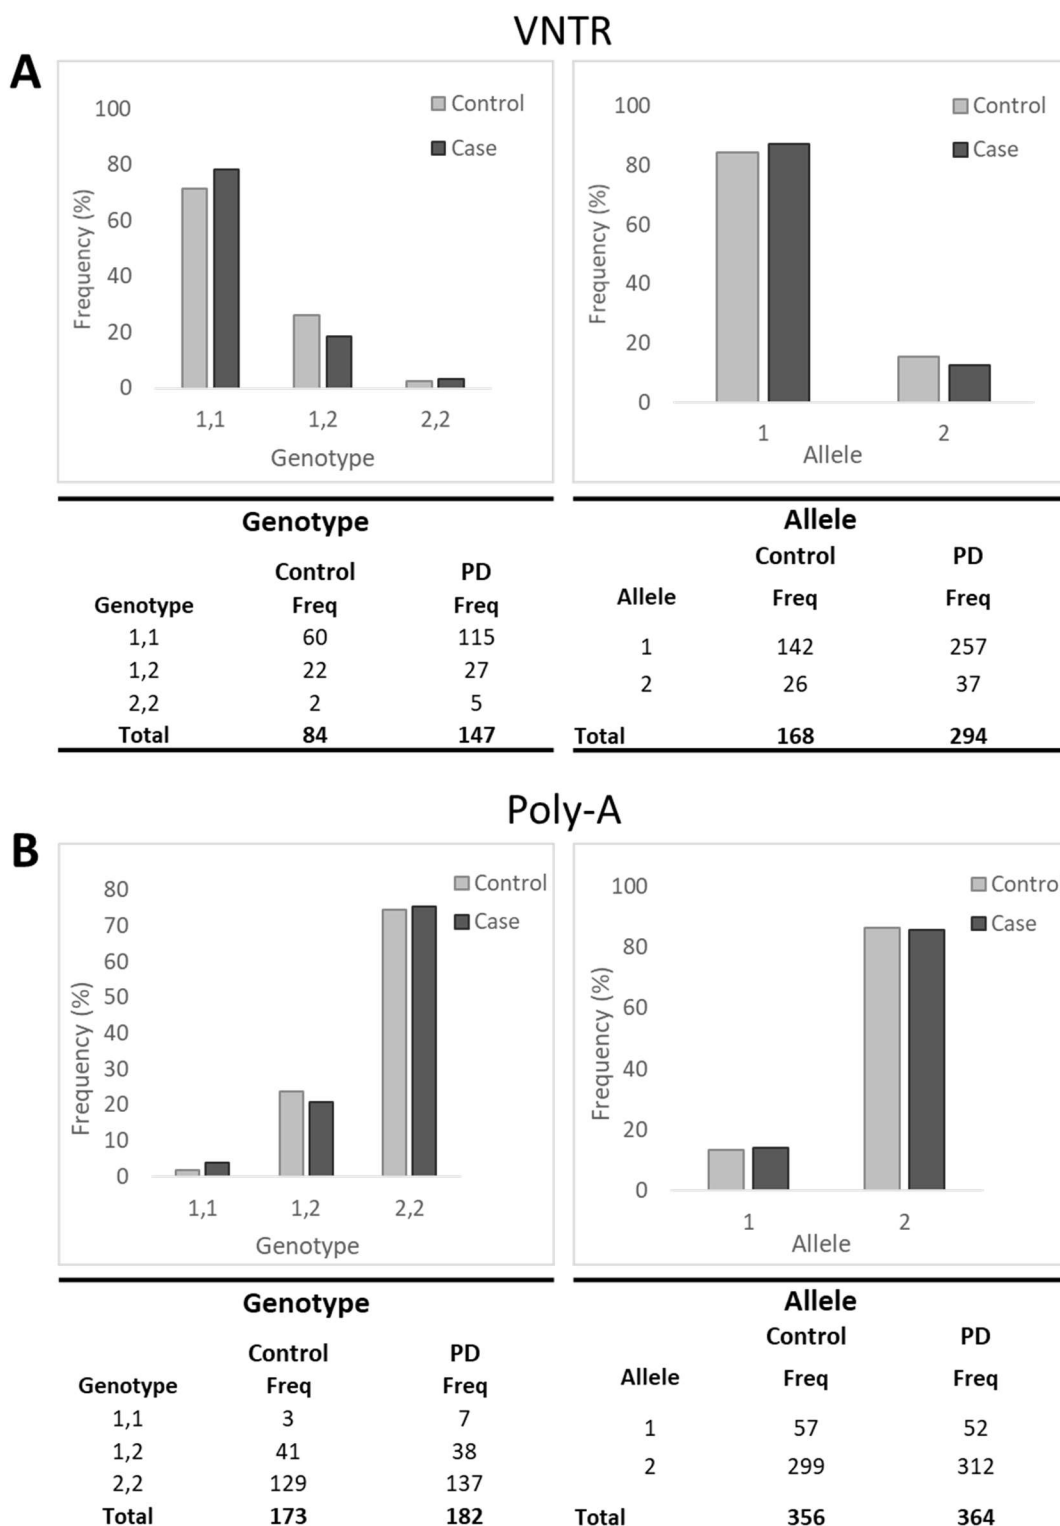 VNTR
A
Control
Case
100
80
60
40
20
0
Frequency (%)
1,1 1,2 2,2
Genotype
Control
Case
100
80
60
40
20
0
Frequency (%)
1 2
Allele
Genotype
Control PD
Genotype Freq Freq
1,1 60 115
1,2 22 27
2,2 2 5
Total 84 147
Allele
Control PD
Allele Freq Freq
1 142 257
2 26 37
Total 168 294
Poly-A
B
Control
Case
80
70
60
50
40
30
20
10
0
Frequency (%)
1,1 1,2 2,2
Genotype
Contro
Case
100
80
60
40
20
0
Frequency (%)
1 2
Allele
Genotype
Control PD
Genotype Freq Freq
1,1 3 7
1,2 41 38
2,2 129 137
Total 173 182
Allele
Control PD
Allele Freq Freq
1 57 52
2 299 312
Total 356 364